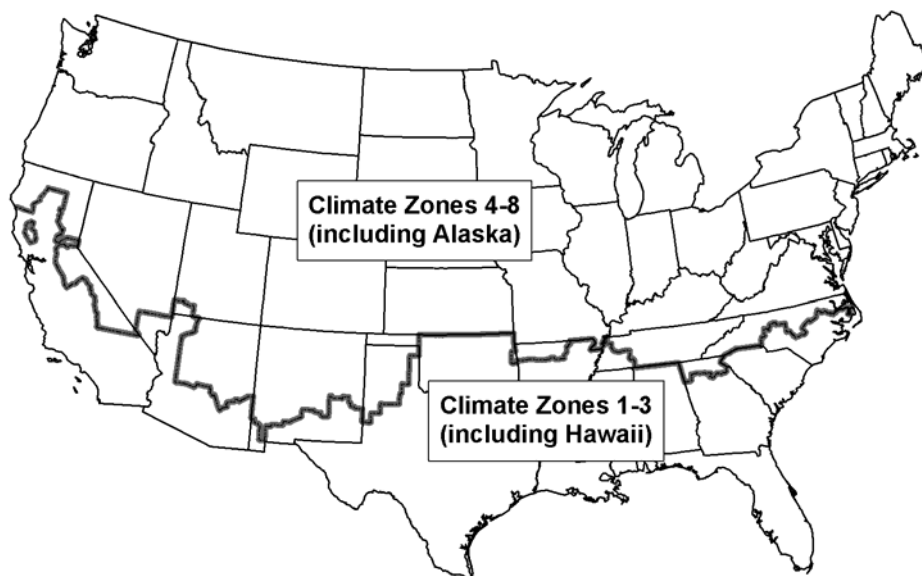 Climate Zones 4-8
(including Alaska)
Climate Zones 1-3
(including Hawaii)